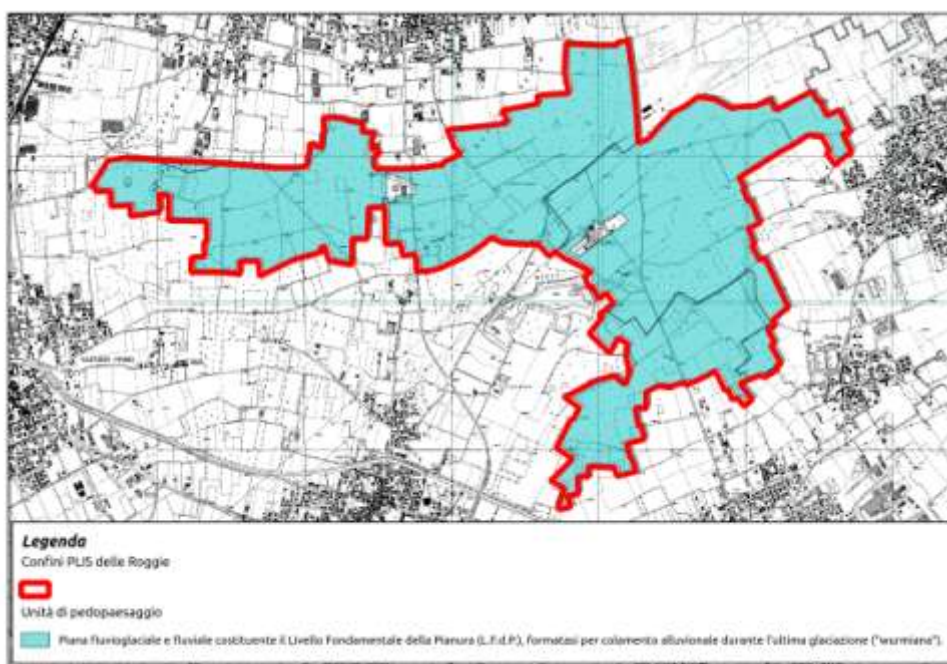 Legenda
Confini PLIS delle Roggie
Unità di pedopaesaggio
Piana fluvioglaciale e fluviale costituente il Livello Fondamentale della Pianura (L.F.d.P.), formatasi per colamento alluvionale durante l'ultima glaciazione ("wurmiana").